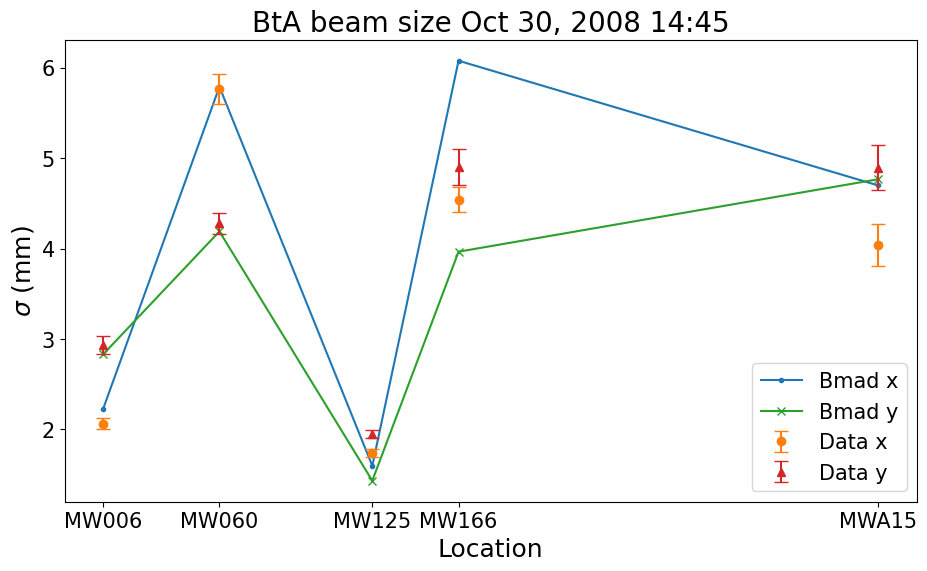 BtA beam size Oct 30, 2008 14:45
6
5
4
3
2
σ (mm)
MW006 MW060 MW125 MW166 MWA15
Location
Bmad x
Bmad y
Data x
Data y